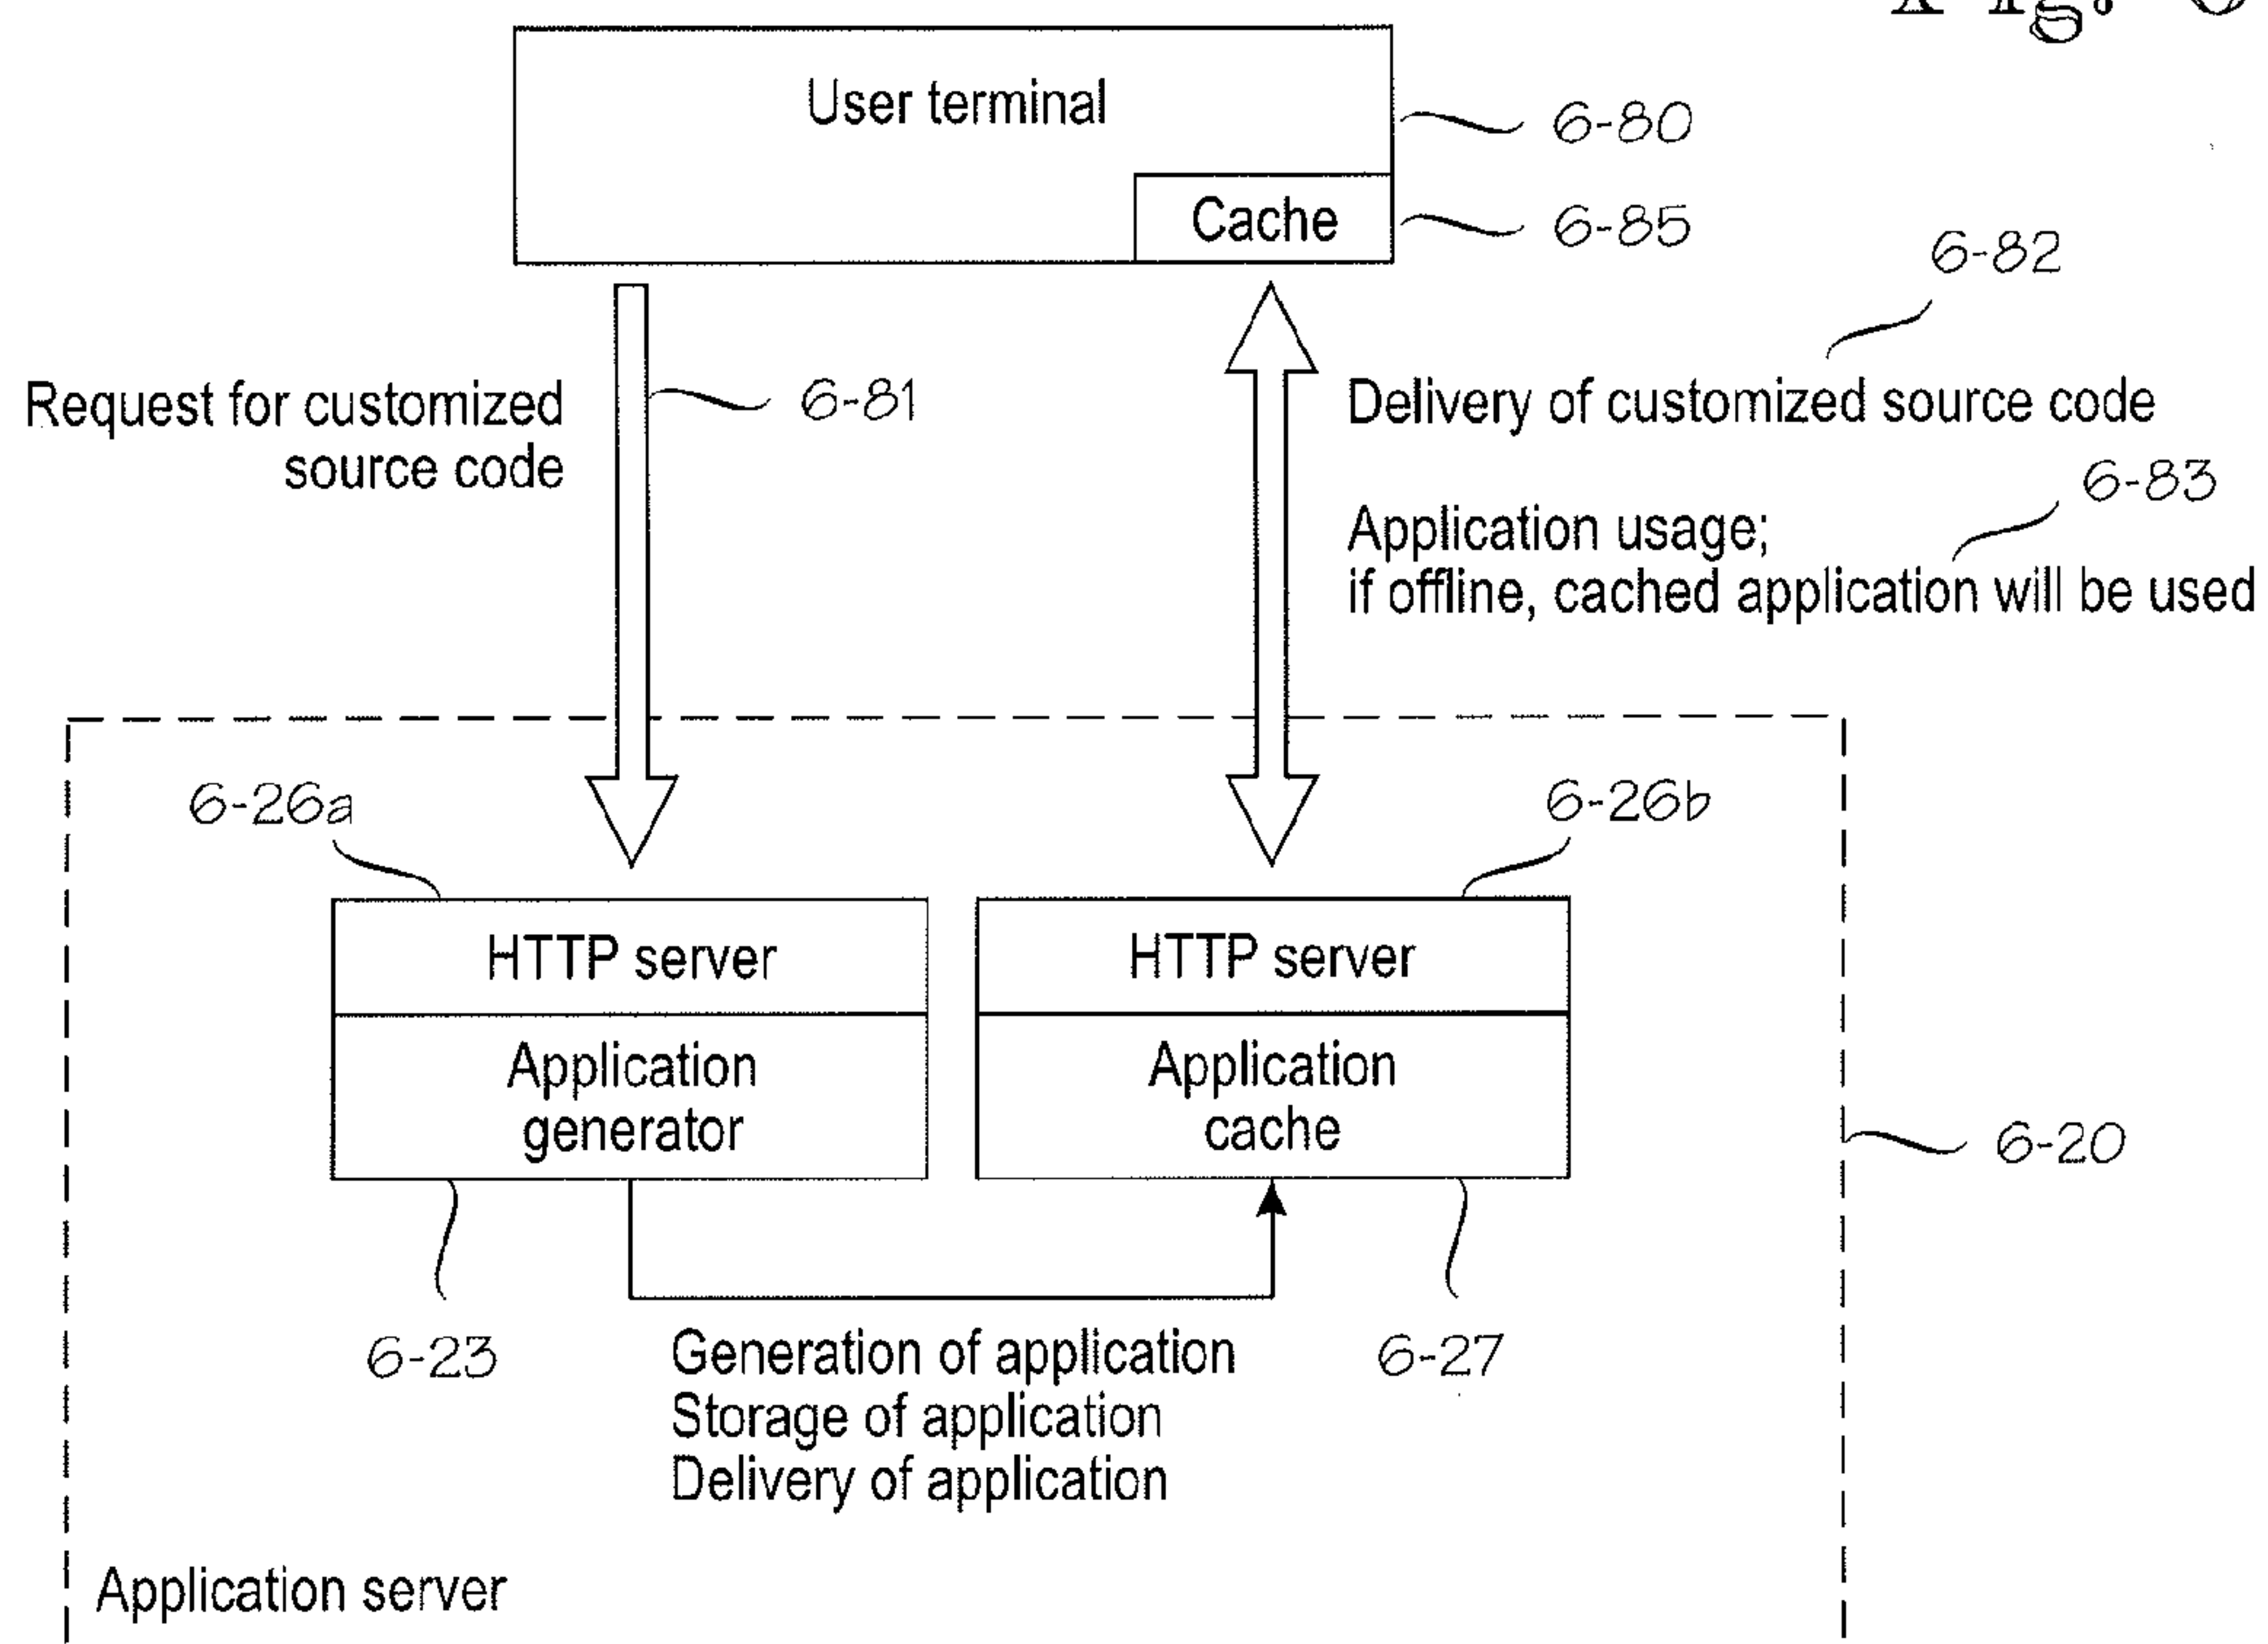 Fig. 6
User terminal
6-80
Cache
6-85
6-82
Request for customized
source code
6-81
Delivery of customized source code
6-83
Application usage;
if offline, cached application will be used
6-26a
6-26b
HTTP server
HTTP server
Application
generator
Application
cache
6-20
6-23
6-27
Generation of application
Storage of application
Delivery of application
Application server